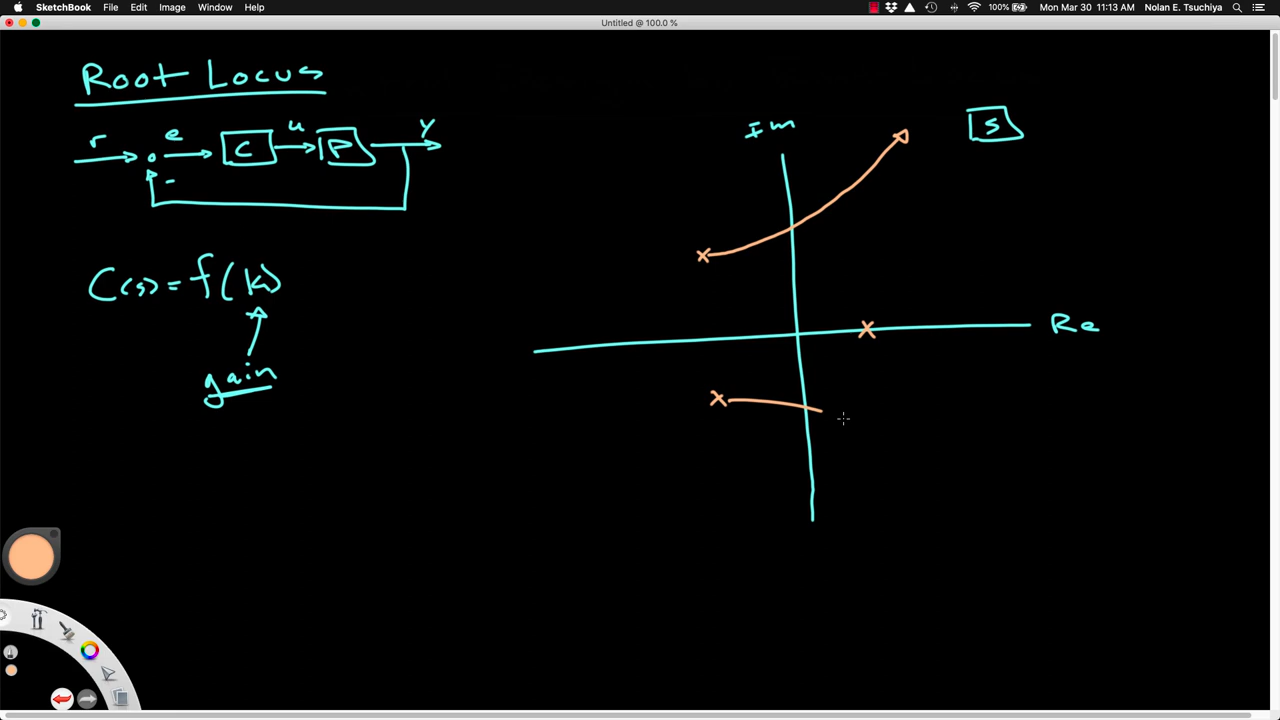 SketchBook File Edit Image Window 100% Mon Mar 30 11:13 AM Nolan E. Tsuchiya
Untitled @ 100.0 %
Root Locus
r e C u P Y
-
C(s) = f(k)
gain
Im
S
Re